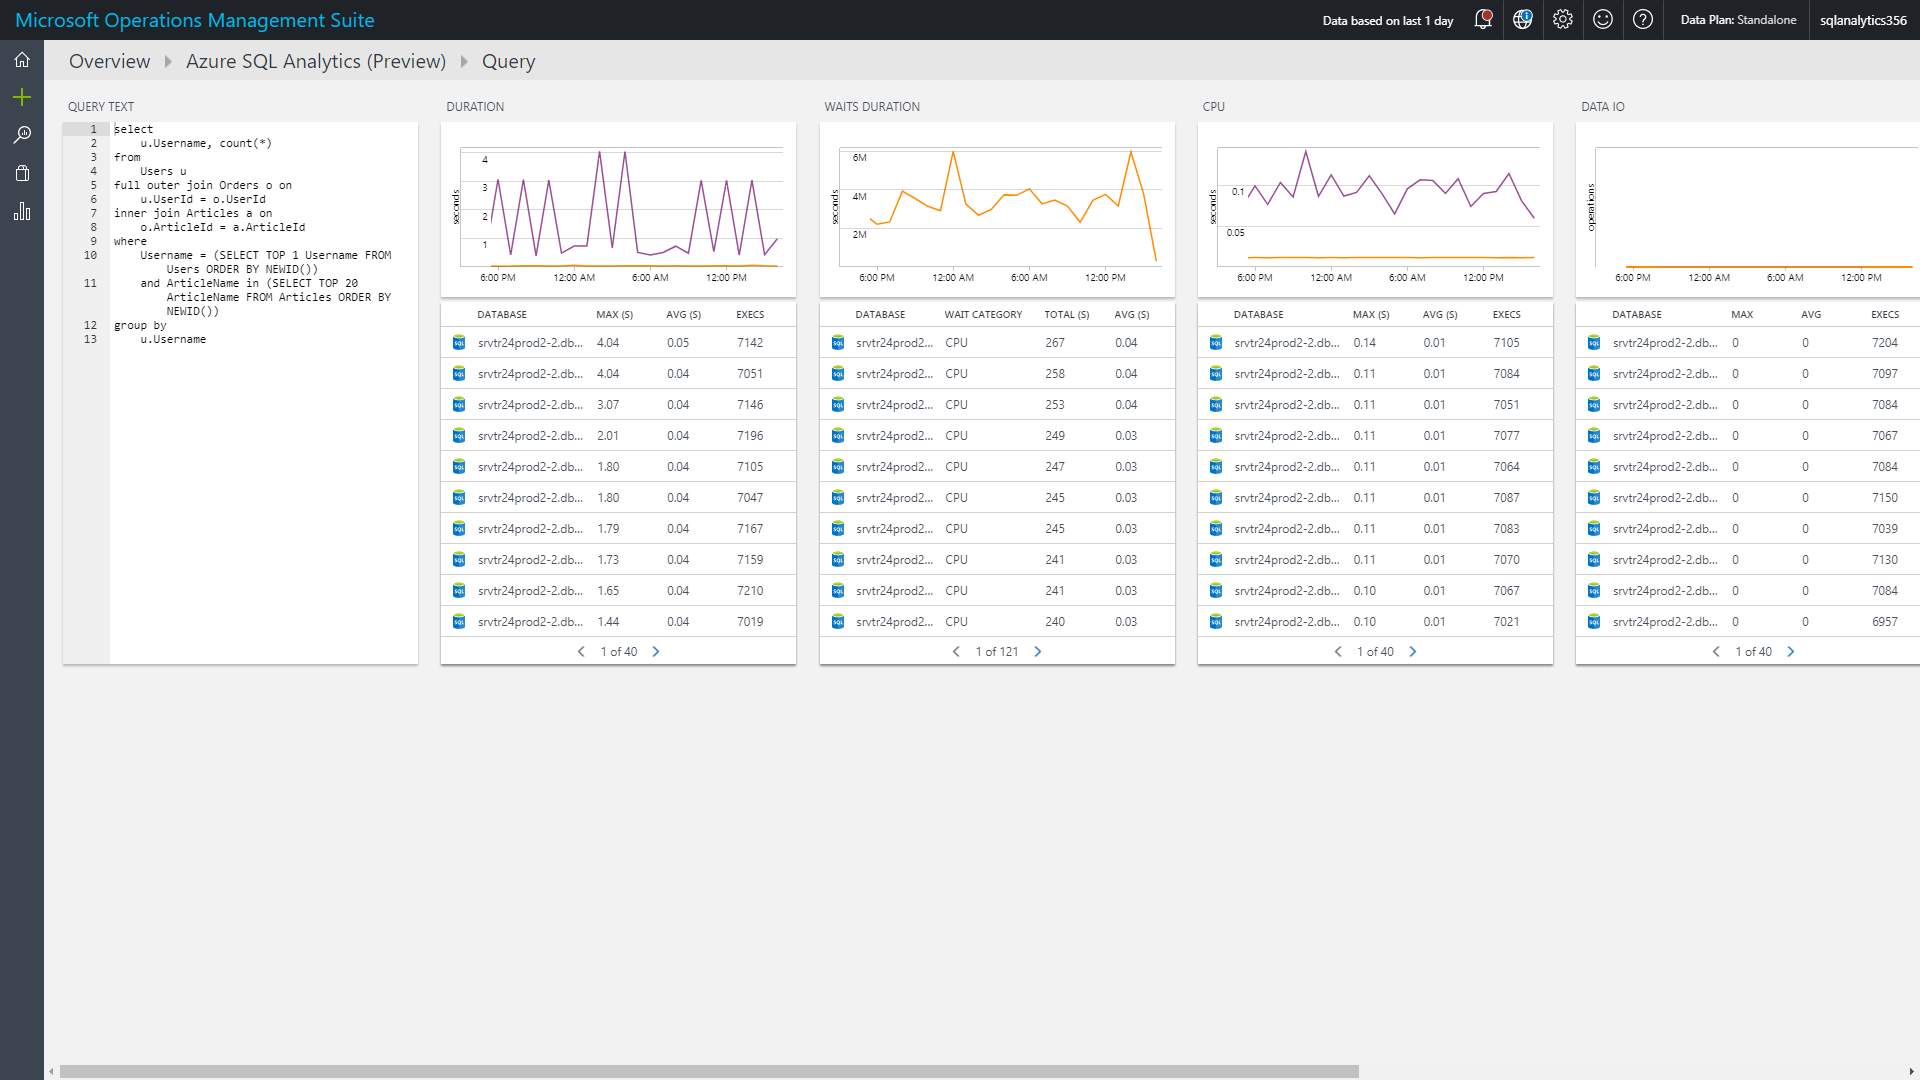 Microsoft Operations Management Suite
Data based on last 1 day
Data Plan: Standalone
sqlanalytics356
Overview
Azure SQL Analytics (Preview)
Query
QUERY TEXT
1 select
2 u.Username, count(*)
3 from
4 Users u
5 full outer join Orders o on
6 u.UserId = o.UserId
7 inner join Articles a on
8 o.ArticleId = a.ArticleId
9 where
10 Username = (SELECT TOP 1 Username FROM
Users ORDER BY NEWID())
11 and ArticleName in (SELECT TOP 20
ArticleName FROM Articles ORDER BY
NEWID())
12 group by
13 u.Username
DURATION
seconds
4
3
2
1
6:00 PM 12:00 AM 6:00 AM 12:00 PM
DATABASE MAX (S) AVG (S) EXECS
srvtr24prod2-2.db... 4.04 0.05 7142
srvtr24prod2-2.db... 4.04 0.04 7051
srvtr24prod2-2.db... 3.07 0.04 7146
srvtr24prod2-2.db... 2.01 0.04 7196
srvtr24prod2-2.db... 1.80 0.04 7105
srvtr24prod2-2.db... 1.80 0.04 7047
srvtr24prod2-2.db... 1.79 0.04 7167
srvtr24prod2-2.db... 1.73 0.04 7159
srvtr24prod2-2.db... 1.65 0.04 7210
srvtr24prod2-2.db... 1.44 0.04 7019
1 of 40
WAITS DURATION
seconds
6M
4M
2M
6:00 PM 12:00 AM 6:00 AM 12:00 PM
DATABASE WAIT CATEGORY TOTAL (S) AVG (S)
srvtr24prod2... CPU 267 0.04
srvtr24prod2... CPU 258 0.04
srvtr24prod2... CPU 253 0.04
srvtr24prod2... CPU 249 0.03
srvtr24prod2... CPU 247 0.03
srvtr24prod2... CPU 245 0.03
srvtr24prod2... CPU 245 0.03
srvtr24prod2... CPU 241 0.03
srvtr24prod2... CPU 241 0.03
srvtr24prod2... CPU 240 0.03
1 of 121
CPU
seconds
0.1
0.05
6:00 PM 12:00 AM 6:00 AM 12:00 PM
DATABASE MAX (S) AVG (S) EXECS
srvtr24prod2-2.db... 0.14 0.01 7105
srvtr24prod2-2.db... 0.11 0.01 7084
srvtr24prod2-2.db... 0.11 0.01 7051
srvtr24prod2-2.db... 0.11 0.01 7077
srvtr24prod2-2.db... 0.11 0.01 7064
srvtr24prod2-2.db... 0.11 0.01 7087
srvtr24prod2-2.db... 0.11 0.01 7083
srvtr24prod2-2.db... 0.11 0.01 7070
srvtr24prod2-2.db... 0.10 0.01 7067
srvtr24prod2-2.db... 0.10 0.01 7021
1 of 40
DATA IO
operations
6:00 PM 12:00 AM 6:00 AM 12:00 PM
DATABASE MAX AVG EXECS
srvtr24prod2-2.db... 0 0 7204
srvtr24prod2-2.db... 0 0 7097
srvtr24prod2-2.db... 0 0 7084
srvtr24prod2-2.db... 0 0 7067
srvtr24prod2-2.db... 0 0 7084
srvtr24prod2-2.db... 0 0 7150
srvtr24prod2-2.db... 0 0 7039
srvtr24prod2-2.db... 0 0 7130
srvtr24prod2-2.db... 0 0 7084
srvtr24prod2-2.db... 0 0 6957
1 of 40